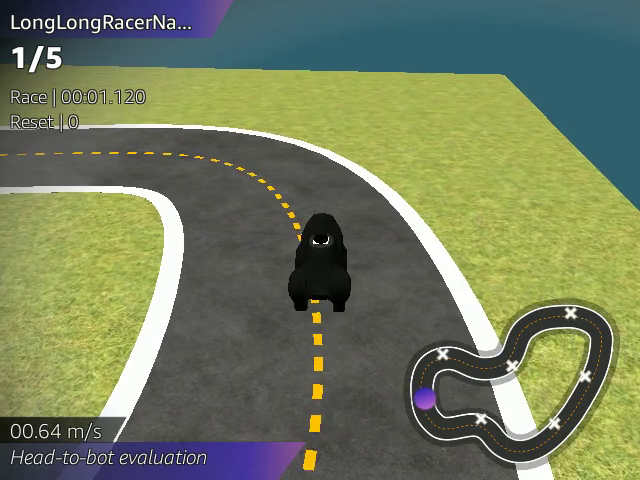 LongLongRacerNa...
1/5
Race | 00:01.120
Reset | 0
00.64 m/s
Head-to-bot evaluation